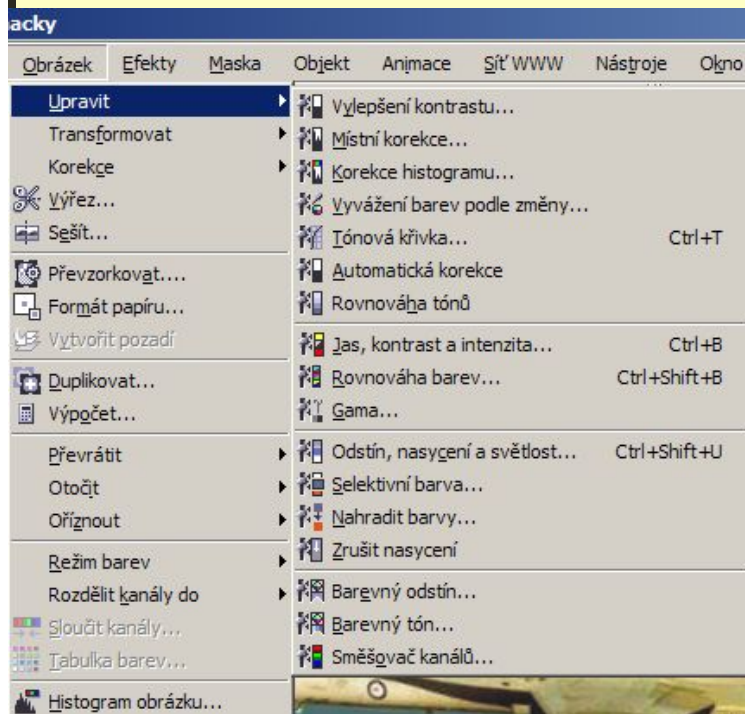 acky
Obrázek Efekty Maska Objekt Animace Síť WWW Nástroje Okno
Upravit
Transformovat
Korekce
Výřez...
Sešít...
Převzorkovat....
Formát papíru...
Vytvořit pozadí
Duplikovat...
Výpočet...
Převrátit
Otočit
Oříznout
Režim barev
Rozdělit kanály do
Sloučit kanály...
Tabulka barev...
Histogram obrázku...
Vylepšení kontrastu...
Místní korekce...
Korekce histogramu...
Vyvážení barev podle změny...
Tónová křivka... Ctrl+T
Automatická korekce
Rovnováha tónů
Jas, kontrast a intenzita... Ctrl+B
Rovnováha barev... Ctrl+Shift+B
Gama...
Odstín, nasycení a světlost... Ctrl+Shift+U
Selektivní barva...
Nahradit barvy...
Zrušit nasycení
Barevný odstín...
Barevný tón...
Směšovač kanálů...